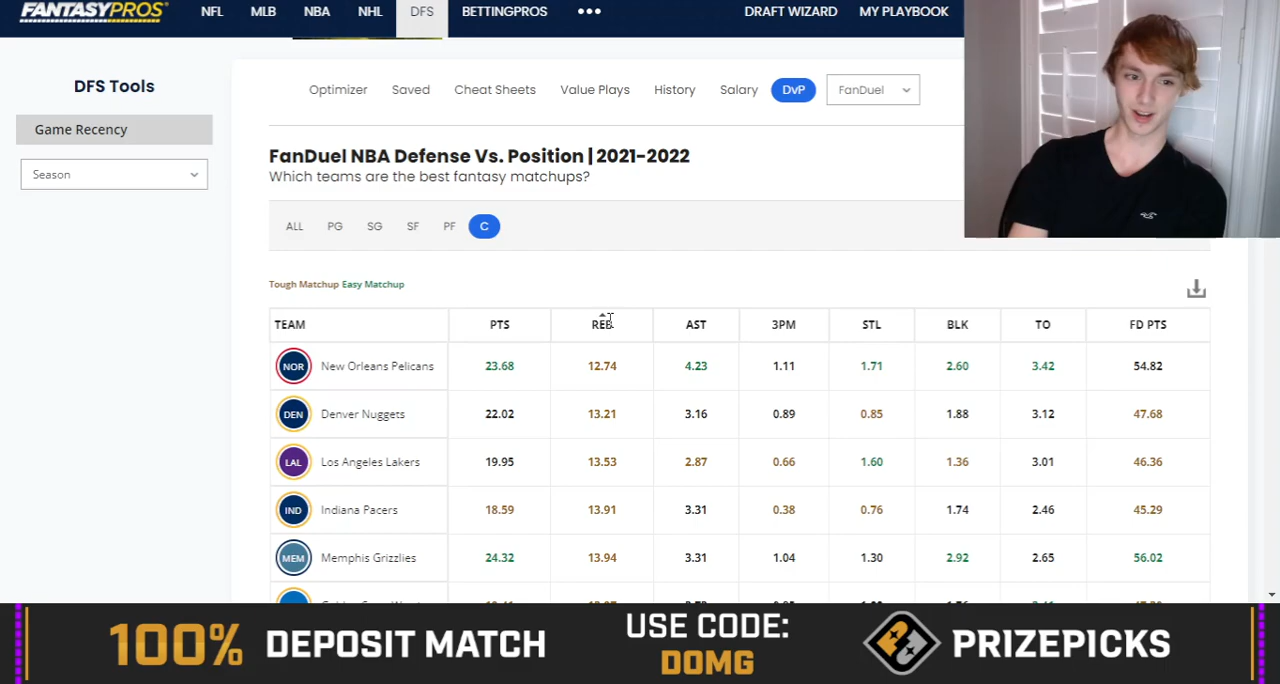 FANTASYPROS
NFL MLB NBA NHL DFS BETTINGPROS ••• DRAFT WIZARD MY PLAYBOOK
DFS Tools
Game Recency
Season
Optimizer Saved Cheat Sheets Value Plays History Salary DvP FanDuel
FanDuel NBA Defense Vs. Position | 2021-2022
Which teams are the best fantasy matchups?
ALL PG SG SF PF C
Tough Matchup Easy Matchup
TEAM PTS REB AST 3PM STL BLK TO FD PTS
NOR New Orleans Pelicans 23.68 12.74 4.23 1.11 1.71 2.60 3.42 54.82
DEN Denver Nuggets 22.02 13.21 3.16 0.89 0.85 1.88 3.12 47.68
LAL Los Angeles Lakers 19.95 13.53 2.87 0.66 1.60 1.36 3.01 46.36
IND Indiana Pacers 18.59 13.91 3.31 0.38 0.76 1.74 2.46 45.29
MEM Memphis Grizzlies 24.32 13.94 3.31 1.04 1.30 2.92 2.65 56.02
100% DEPOSIT MATCH
USE CODE:
DOMG
PRIZEPICKS